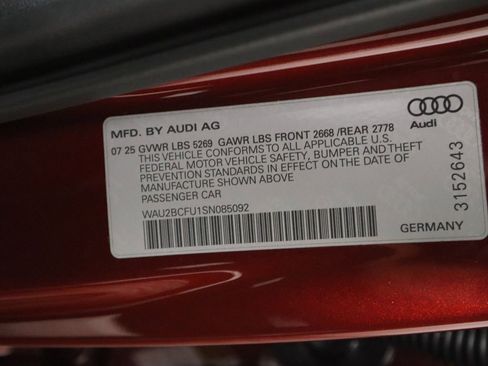 MFD. BY AUDI AG
07 25 GVWR LBS 5269 GAWR LBS FRONT 2668 /REAR 2778
THIS VEHICLE CONFORMS TO ALL APPLICABLE U.S.
FEDERAL MOTOR VEHICLE SAFETY, BUMPER AND THEFT
PREVENTION STANDARDS IN EFFECT ON THE DATE OF
MANUFACTURE SHOWN ABOVE
PASSENGER CAR
WAU2BCFU1SN085092
Audi
3152643
GERMANY